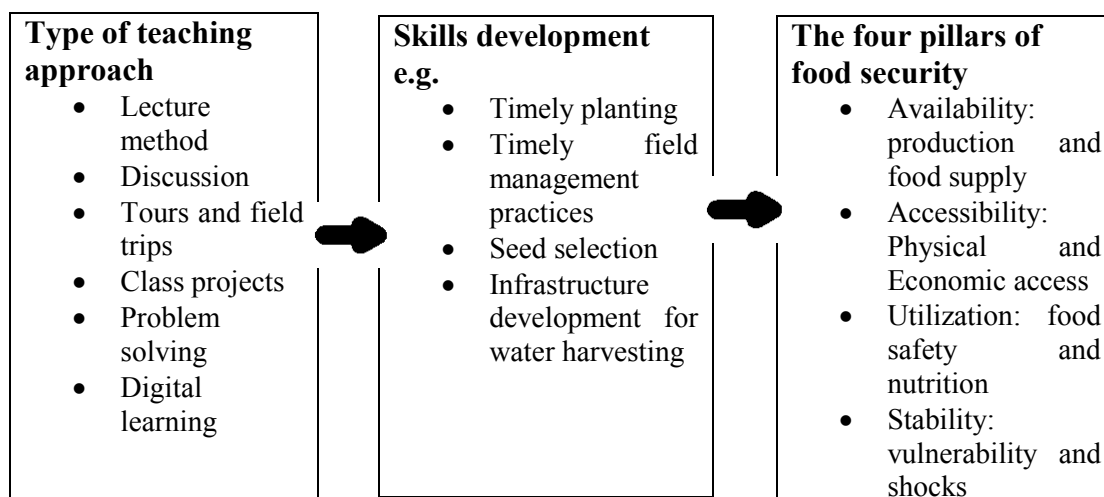 Type of teaching
approach
• Lecture
method
• Discussion
• Tours and field
trips
• Class projects
• Problem
solving
• Digital
learning
Skills development
e.g.
• Timely planting
• Timely field
management
practices
• Seed selection
• Infrastructure
development for
water harvesting
The four pillars of
food security
• Availability:
production and
food supply
• Accessibility:
Physical and
Economic access
• Utilization: food
safety and
nutrition
• Stability:
vulnerability and
shocks